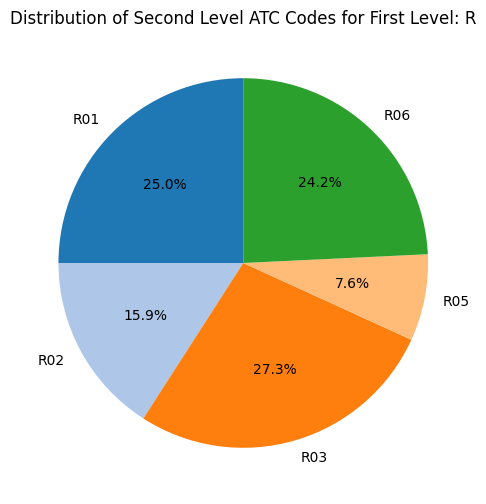 Distribution of Second Level ATC Codes for First Level: R
R01
R06
25.0%
24.2%
7.6%
R05
15.9%
R02
27.3%
R03